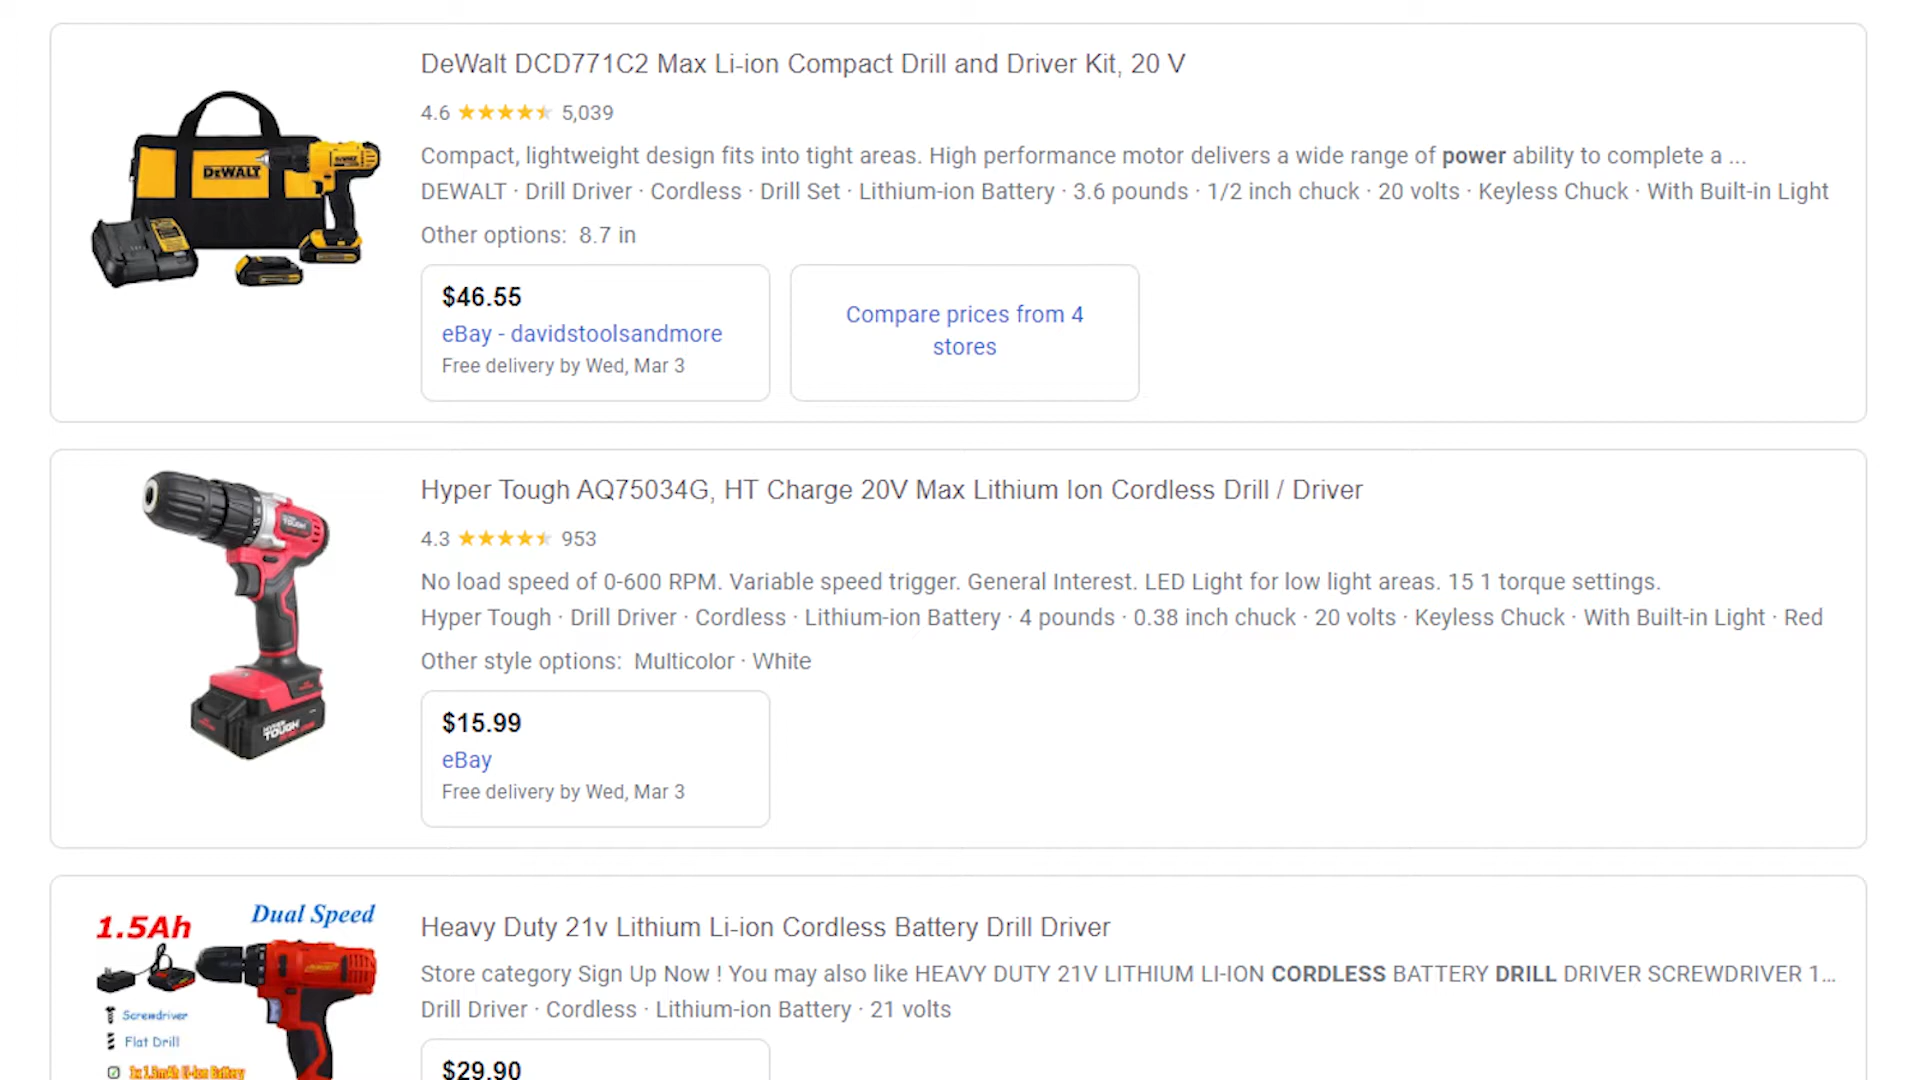 DeWalt DCD771C2 Max Li-ion Compact Drill and Driver Kit, 20 V
4.6 5,039
Compact, lightweight design fits into tight areas. High performance motor delivers a wide range of power ability to complete a ...
DEWALT · Drill Driver · Cordless · Drill Set · Lithium-ion Battery · 3.6 pounds · 1/2 inch chuck · 20 volts · Keyless Chuck · With Built-in Light
Other options: 8.7 in
DEWALT
$46.55
eBay - davidstoolsandmore
Free delivery by Wed, Mar 3
Compare prices from 4
stores
Hyper Tough AQ75034G, HT Charge 20V Max Lithium Ion Cordless Drill / Driver
4.3 953
No load speed of 0-600 RPM. Variable speed trigger. General Interest. LED Light for low light areas. 15 1 torque settings.
Hyper Tough · Drill Driver · Cordless · Lithium-ion Battery · 4 pounds · 0.38 inch chuck · 20 volts · Keyless Chuck · With Built-in Light · Red
Other style options: Multicolor · White
HYPER
TOUGH
$15.99
eBay
Free delivery by Wed, Mar 3
1.5Ah
Dual Speed
Screwdriver
Flat Drill
Heavy Duty 21v Lithium Li-ion Cordless Battery Drill Driver
Store category Sign Up Now ! You may also like HEAVY DUTY 21V LITHIUM LI-ION CORDLESS BATTERY DRILL DRIVER SCREWDRIVER 1...
Drill Driver · Cordless · Lithium-ion Battery · 21 volts
$29.90